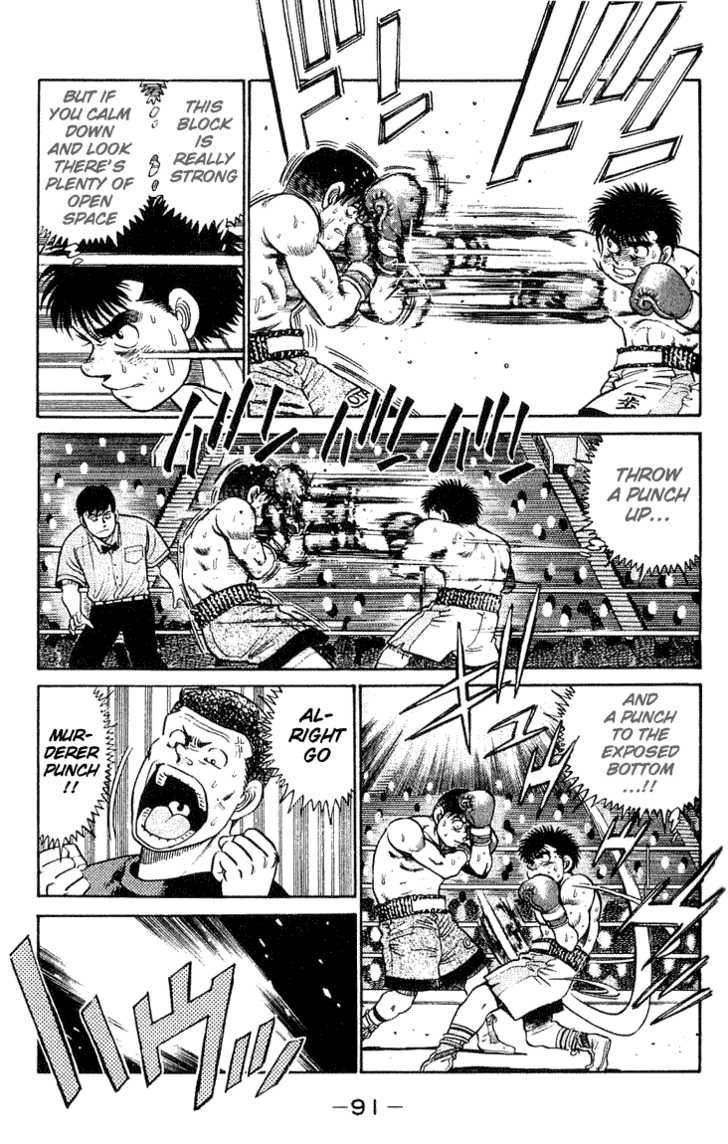 THIS
BLOCK
IS
REALLY
STRONG
BUT IF
YOU CALM
DOWN
AND LOOK
THERE'S
PLENTY OF
OPEN
SPACE
THROW
A PUNCH
UP...
AND
A PUNCH
TO THE
EXPOSED
BOTTOM
...!!
AL-
RIGHT
GO
MUR-
DERER
PUNCH
!!
—91—